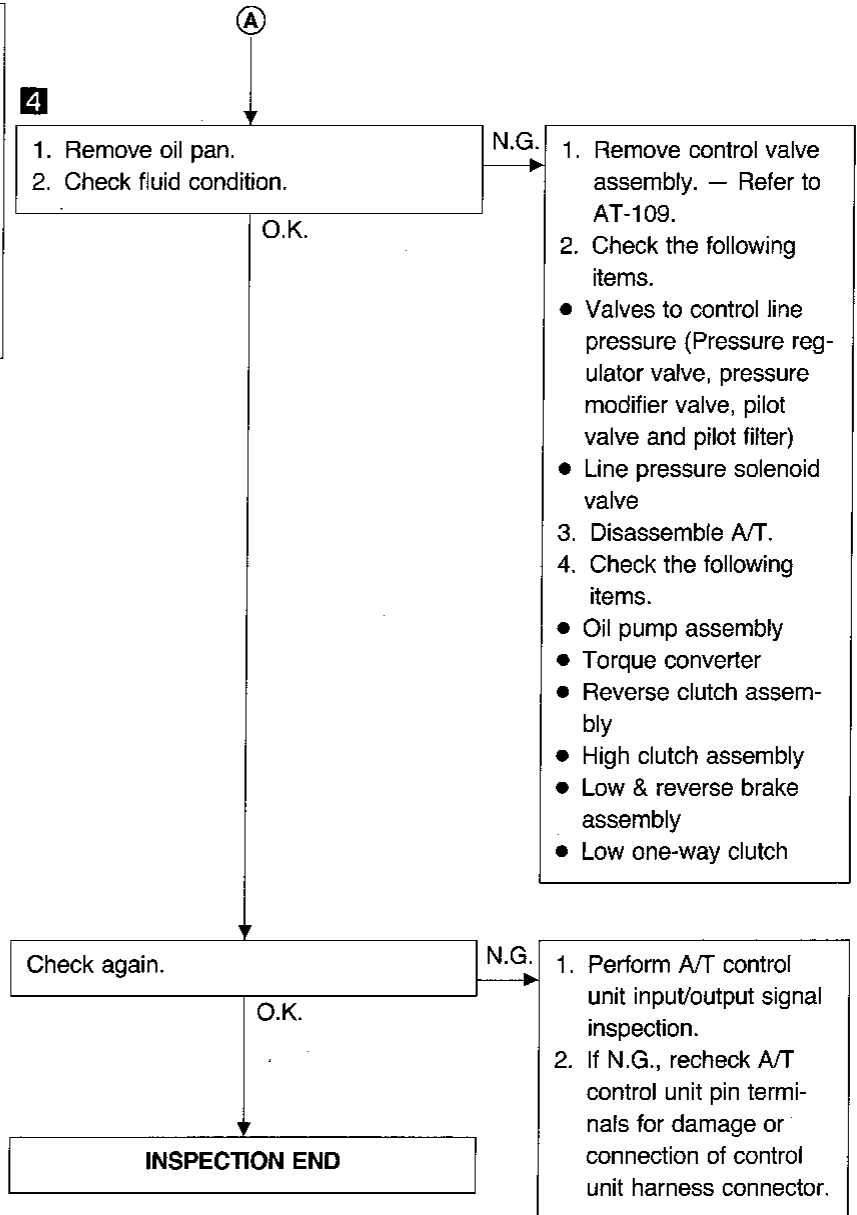 A
4
1. Remove oil pan.
2. Check fluid condition.
N.G.
O.K.
1. Remove control valve
assembly. — Refer to
AT-109.
2. Check the following
items.
● Valves to control line
pressure (Pressure reg-
ulator valve, pressure
modifier valve, pilot
valve and pilot filter)
● Line pressure solenoid
valve
3. Disassemble A/T.
4. Check the following
items.
● Oil pump assembly
● Torque converter
● Reverse clutch assem-
bly
● High clutch assembly
● Low & reverse brake
assembly
● Low one-way clutch
Check again.
N.G.
O.K.
1. Perform A/T control
unit input/output signal
inspection.
2. If N.G., recheck A/T
control unit pin termi-
nals for damage or
connection of control
unit harness connector.
INSPECTION END